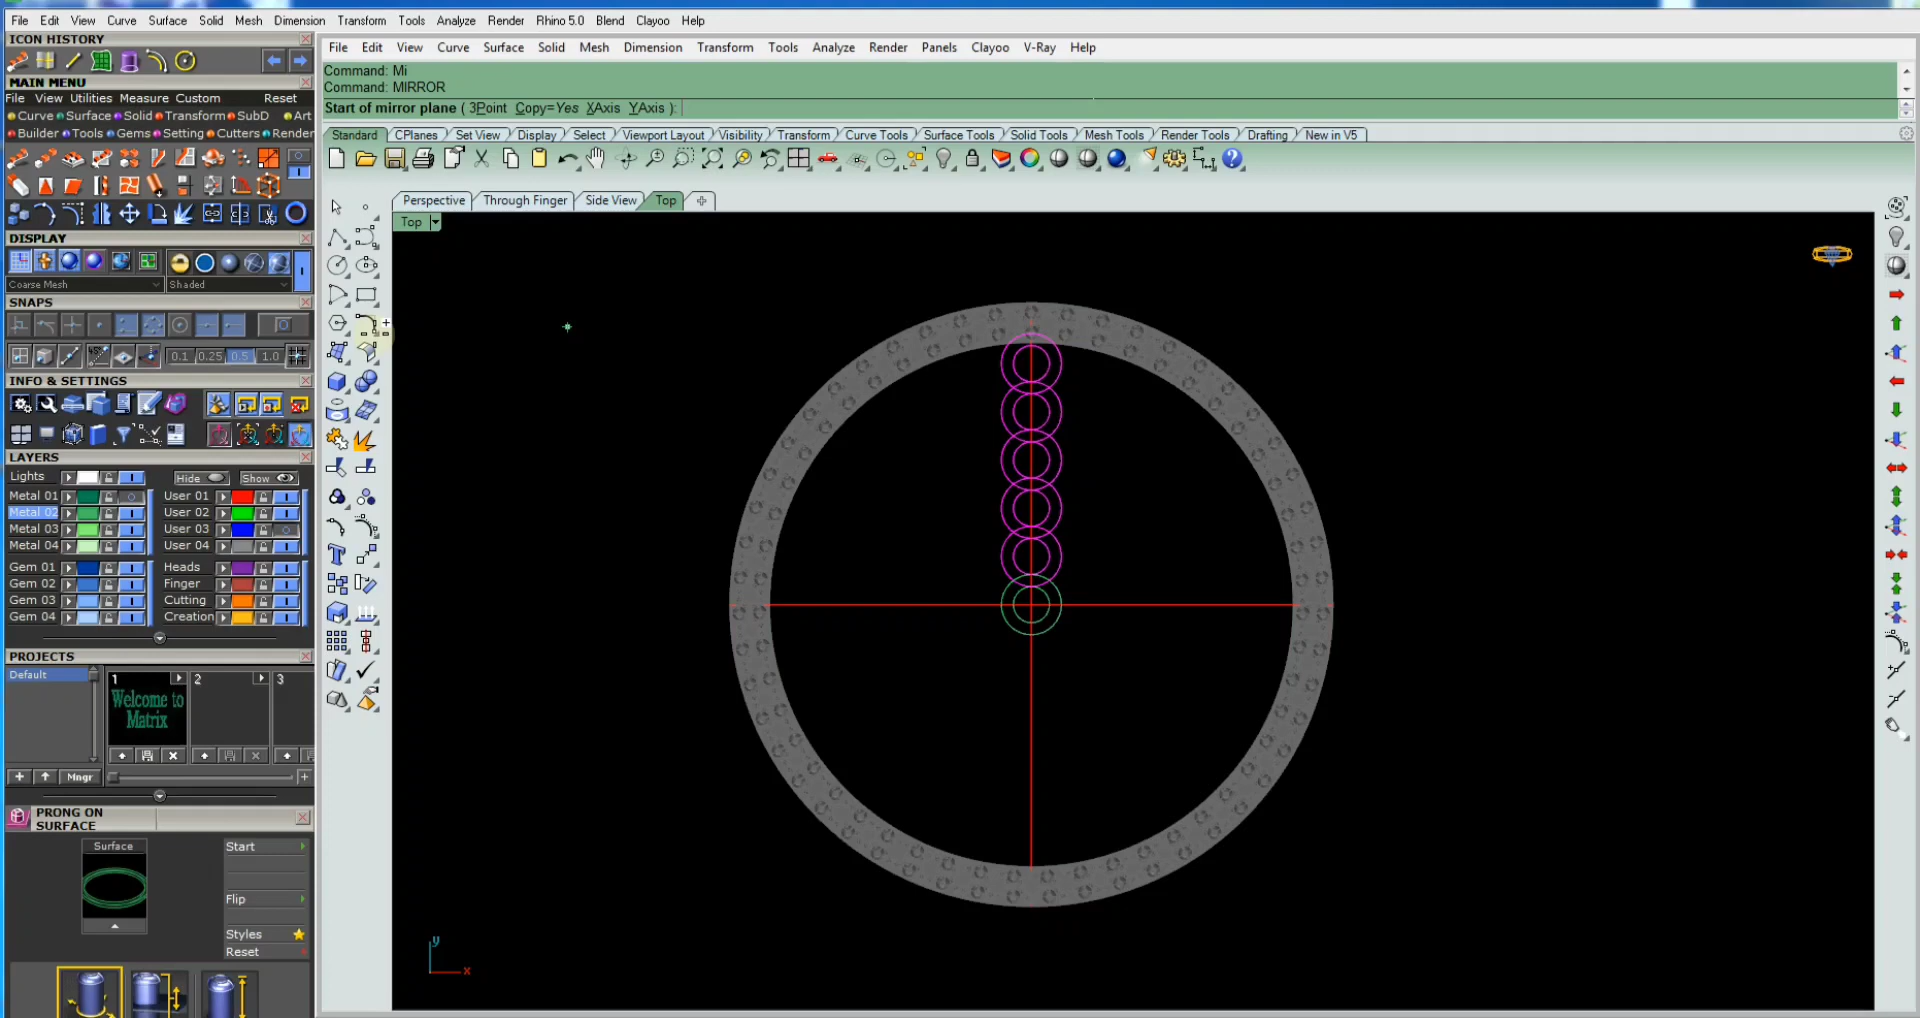 File Edit View Curve Surface Solid Mesh Dimension Transform Tools Analyze Render Rhino 5.0 Blend Clayoo Help
ICON HISTORY
MAIN MENU
File View Utilities Measure Custom Reset
Curve Surface Solid Transform SubD Art
Builder Tools Gems Setting Cutters Render
DISPLAY
Coarse Mesh Shaded
SNAPS
0.1 0.25 0.5 1.0
INFO & SETTINGS
LAYERS
Lights Hide Show
Metal 01 User 01
Metal 02 User 02
Metal 03 User 03
Metal 04 User 04
Gem 01 Heads
Gem 02 Finger
Gem 03 Cutting
Gem 04 Creation
PROJECTS
Default
1 2 3
Welcome to
Matrix
Mngr
PRONG ON
SURFACE
Surface
Start
Flip
Styles
Reset
File Edit View Curve Surface Solid Mesh Dimension Transform Tools Analyze Render Panels Clayoo V-Ray Help
Command: Mi
Command: MIRROR
Start of mirror plane ( 3Point Copy=Yes XAxis YAxis ):
Standard CPlanes Set View Display Select Viewport Layout Visibility Transform Curve Tools Surface Tools Solid Tools Mesh Tools Render Tools Drafting New in V5
Perspective Through Finger Side View Top
Top
y
x